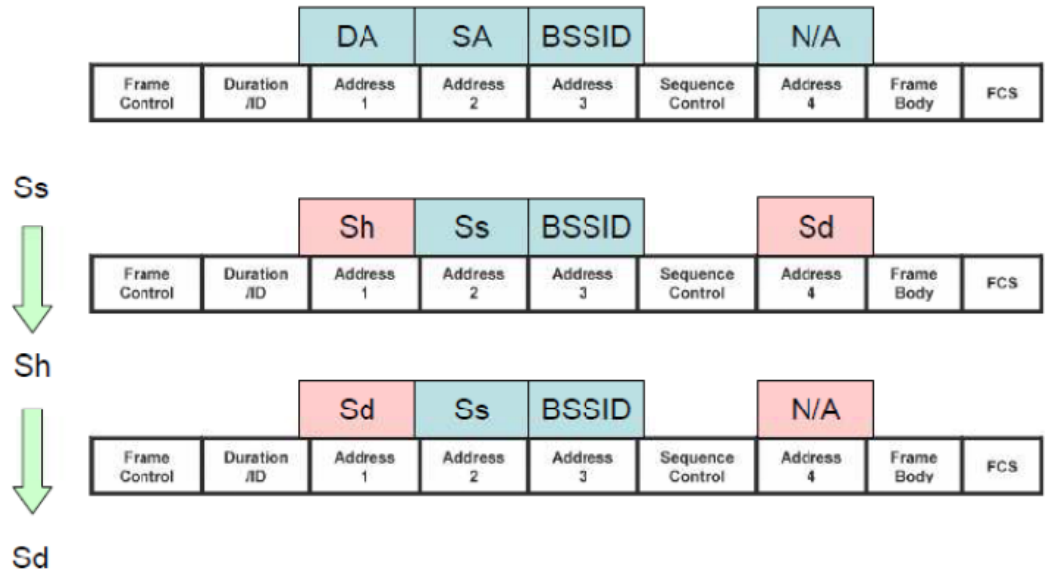 DA SA BSSID N/A
Frame Control Duration /ID Address 1 Address 2 Address 3 Sequence Control Address 4 Frame Body FCS
Ss
Sh Ss BSSID Sd
Frame Control Duration /ID Address 1 Address 2 Address 3 Sequence Control Address 4 Frame Body FCS
Sh
Sd Ss BSSID N/A
Frame Control Duration /ID Address 1 Address 2 Address 3 Sequence Control Address 4 Frame Body FCS
Sd